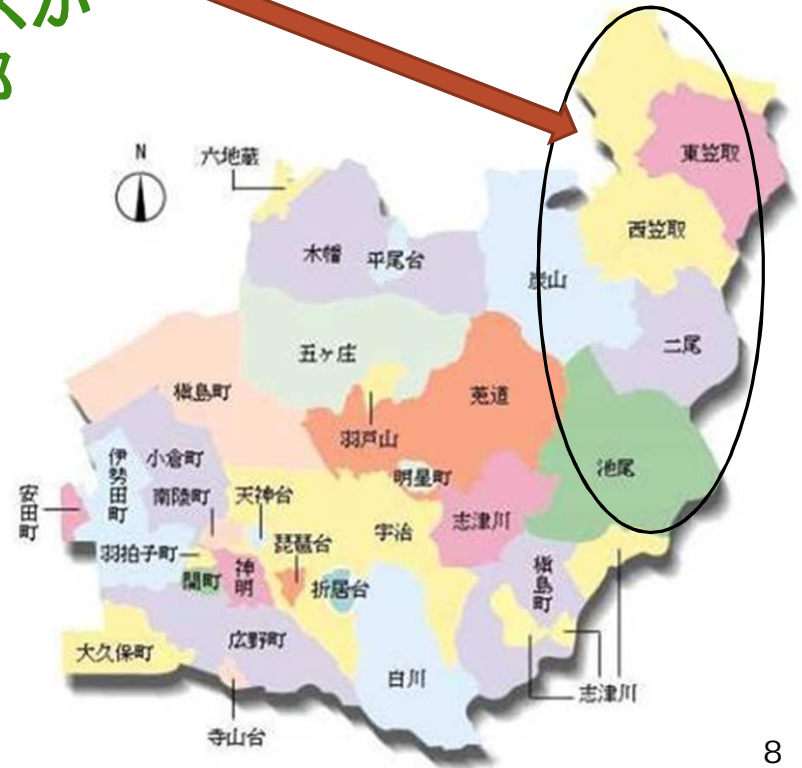 くが
部
N
六地蔵
東笠取
西笠取
木幡
平尾台
炭山
五ヶ庄
二尾
槇島町
羽戸山
莵道
伊勢田町
小倉町
南陵町
天神台
明星町
池尾
安田町
羽拍子町
琵琶台
宇治
志津川
開町
神明
折居台
槇島町
大久保町
広野町
白川
志津川
寺山台
8